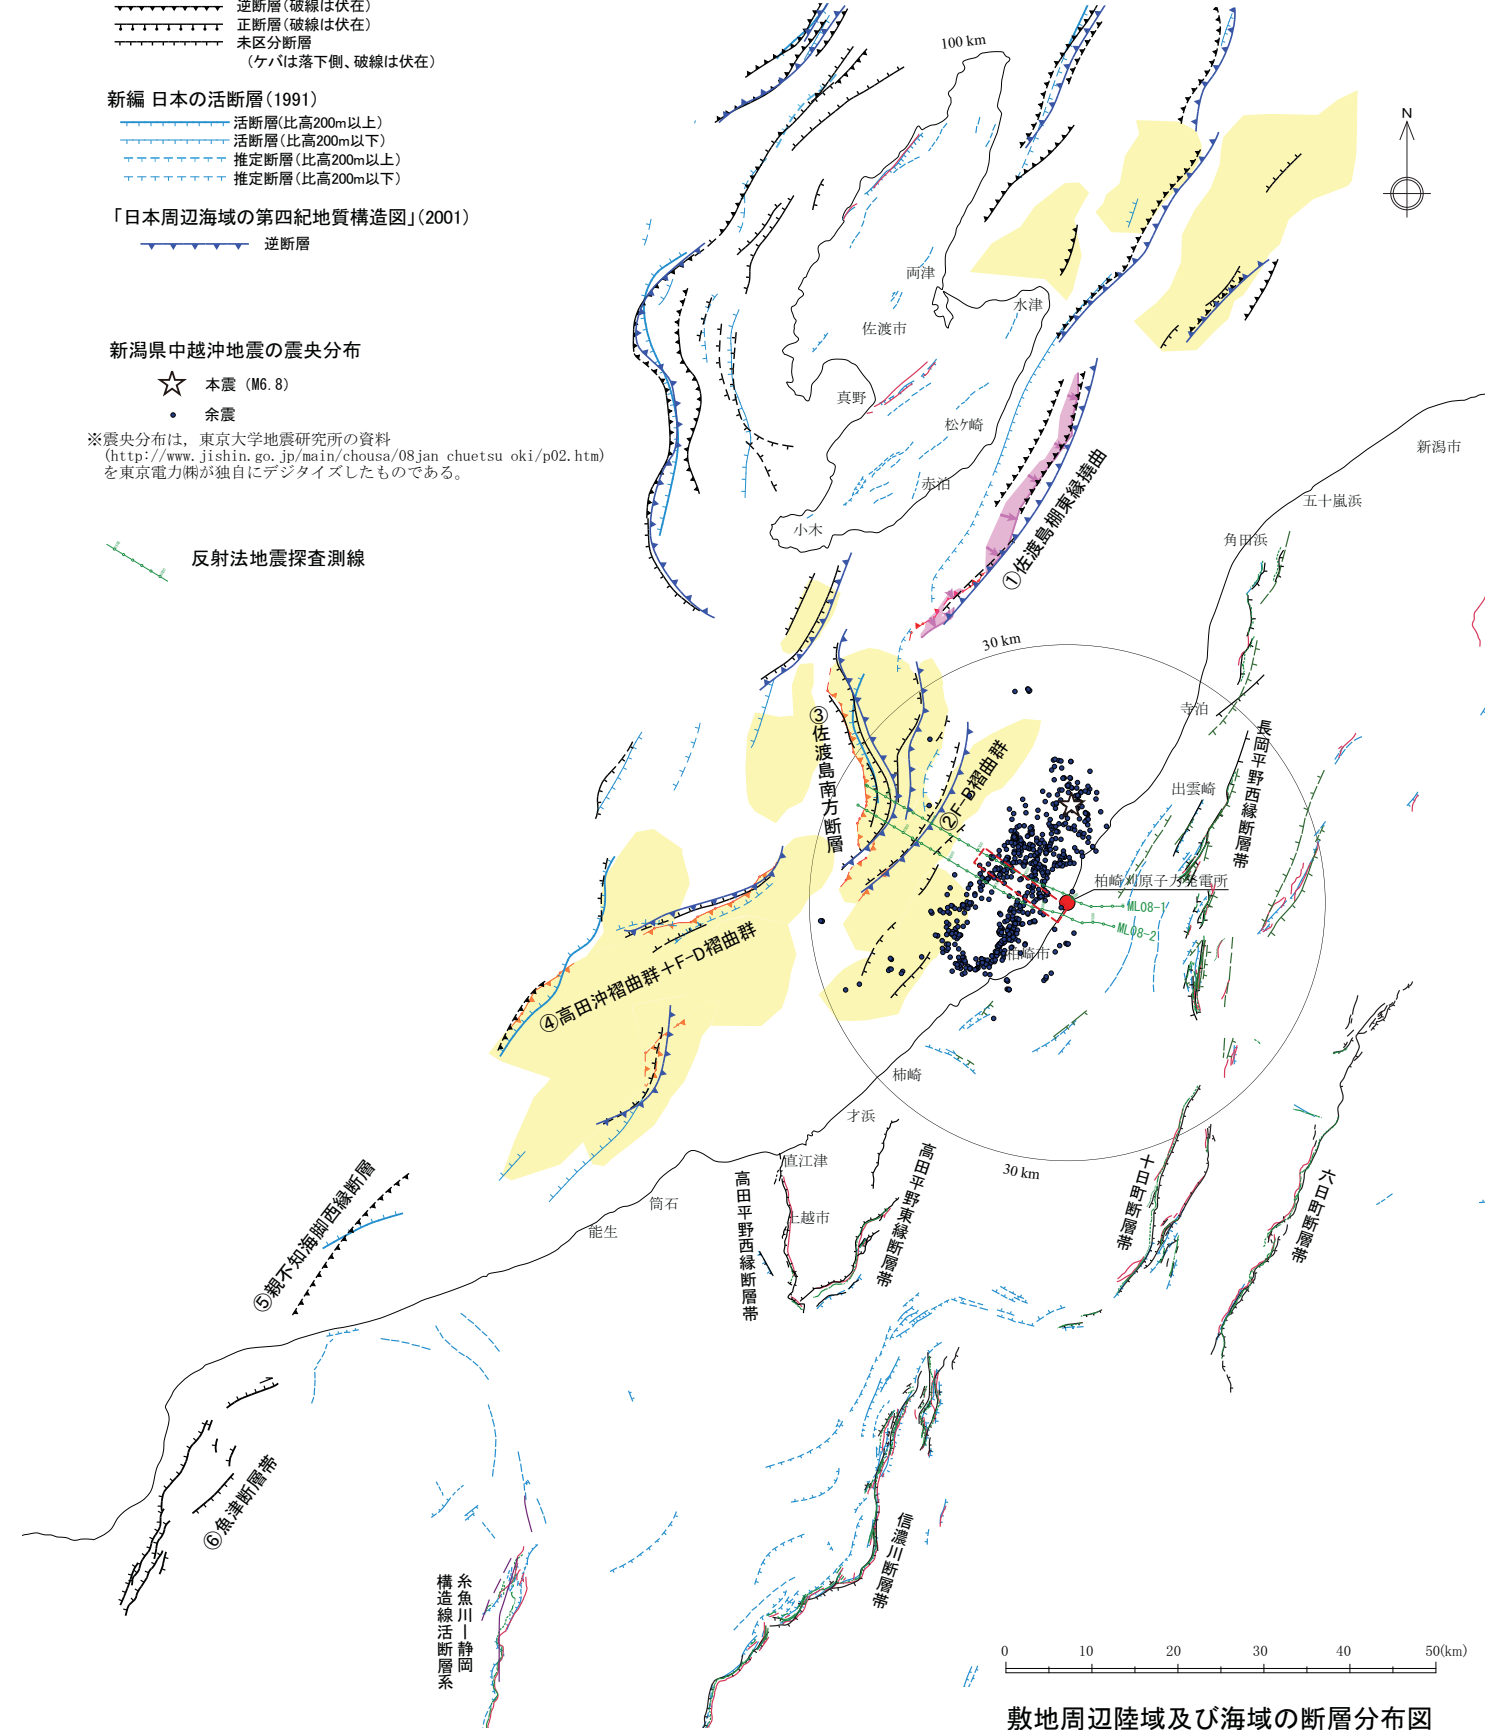 逆断層(破線は伏在)
正断層(破線は伏在)
未区分断層
(ケバは落下側、破線は伏在)
新編 日本の活断層(1991)
活断層(比高200m以上)
活断層(比高200m以下)
推定断層(比高200m以上)
推定断層(比高200m以下)
「日本周辺海域の第四紀地質構造図」(2001)
逆断層
新潟県中越沖地震の震央分布
本震 (M6.8)
余震
※震央分布は，東京大学地震研究所の資料
(http://www.jishin.go.jp/main/chousa/08jan chuetsu oki/p02.htm)
を東京電力㈱が独自にデジタイズしたものである。
反射法地震探査測線
100 km
N
両津
水津
佐渡市
真野
松ケ崎
赤泊
小木
新潟市
五十嵐浜
角田浜
①佐渡島棚東縁撓曲
30 km
寺泊
③佐渡島南方断層
②F-B褶曲群
出雲崎
長岡平野西縁断層帯
柏崎刈原子力発電所
ML08-1
ML08-2
柏崎市
④高田沖褶曲群＋F-D褶曲群
柿崎
才浜
直江津
上越市
筒石
能生
30 km
高田平野西縁断層帯
高田平野東縁断層帯
十日町断層帯
六日町断層帯
⑤親不知海脚西縁断層
⑥魚津断層帯
信濃川断層帯
糸魚川ー静岡
構造線活断層系
0 10 20 30 40 50(km)
敷地周辺陸域及び海域の断層分布図